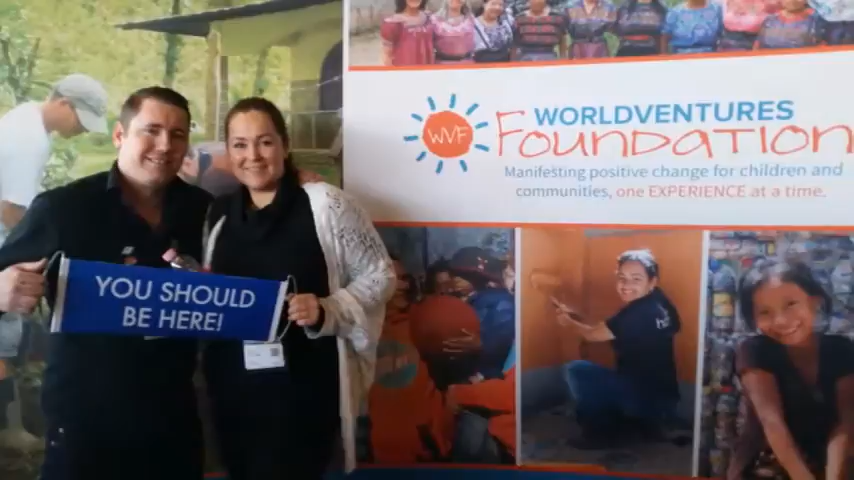 WVF
WORLDVENTURES
FOUNDATION
Manifesting positive change for children and
communities, one EXPERIENCE at a time.
YOU SHOULD
BE HERE!